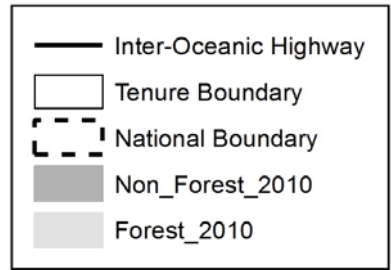 Inter-Oceanic Highway
Tenure Boundary
National Boundary
Non_Forest_2010
Forest_2010